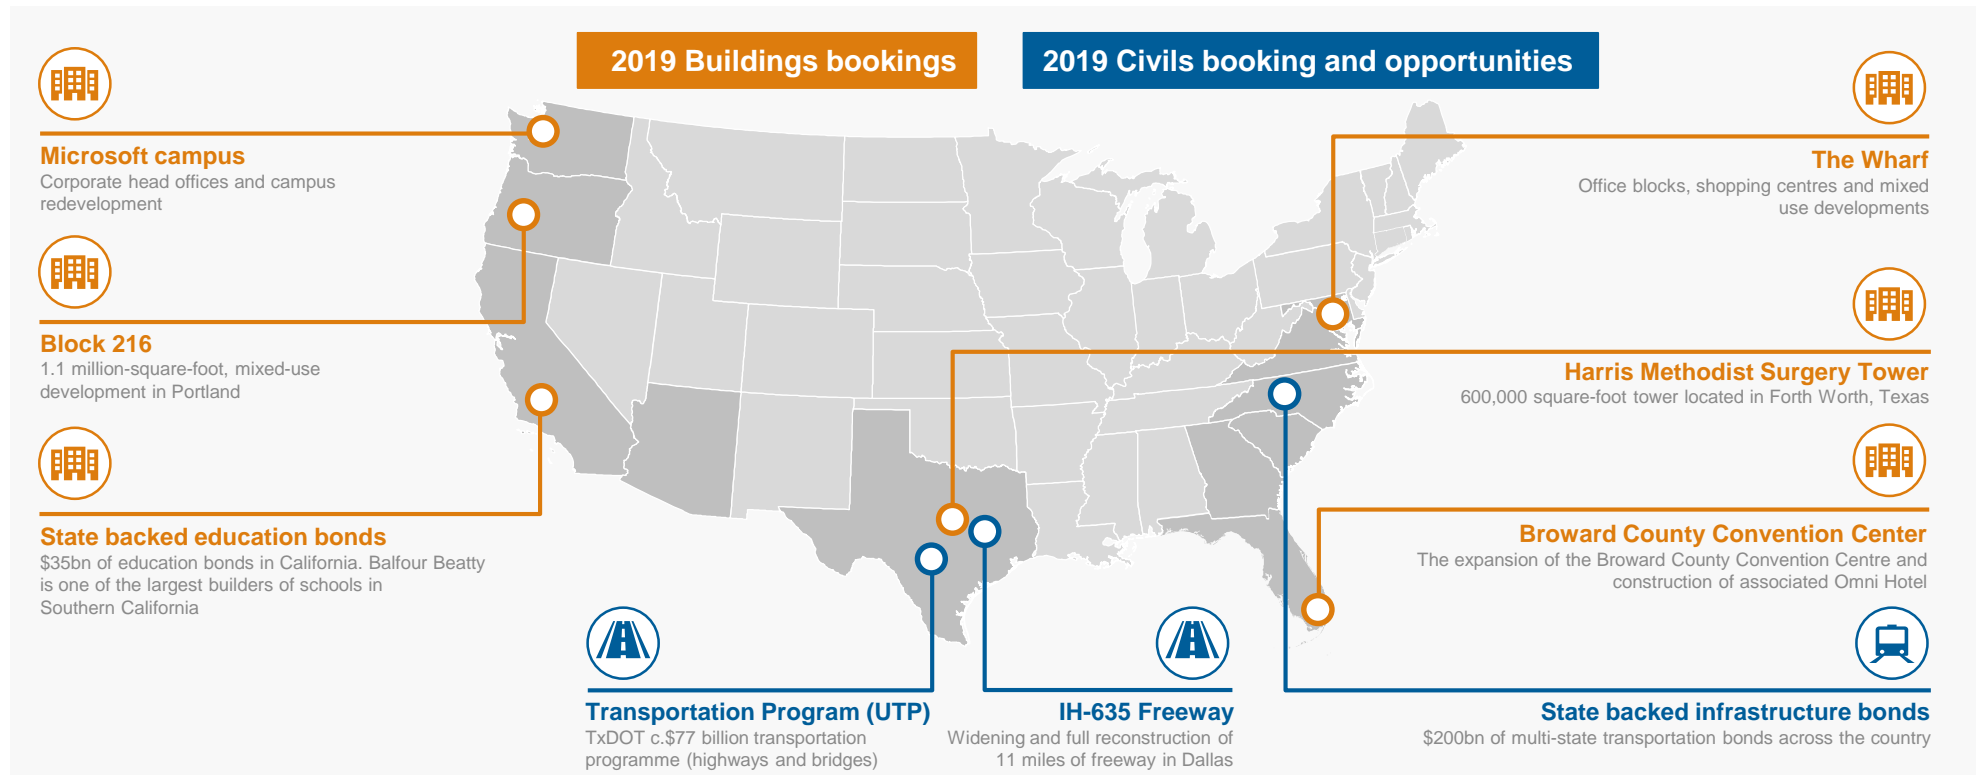 2019 Buildings bookings
2019 Civils booking and opportunities
Microsoft campus
Corporate head offices and campus
redevelopment
Block 216
1.1 million-square-foot, mixed-use
development in Portland
State backed education bonds
$35bn of education bonds in California. Balfour Beatty
is one of the largest builders of schools in
Southern California
The Wharf
Office blocks, shopping centres and mixed
use developments
Harris Methodist Surgery Tower
600,000 square-foot tower located in Forth Worth, Texas
Broward County Convention Center
The expansion of the Broward County Convention Centre and
construction of associated Omni Hotel
Transportation Program (UTP)
TxDOT c.$77 billion transportation
programme (highways and bridges)
IH-635 Freeway
Widening and full reconstruction of
11 miles of freeway in Dallas
State backed infrastructure bonds
$200bn of multi-state transportation bonds across the country